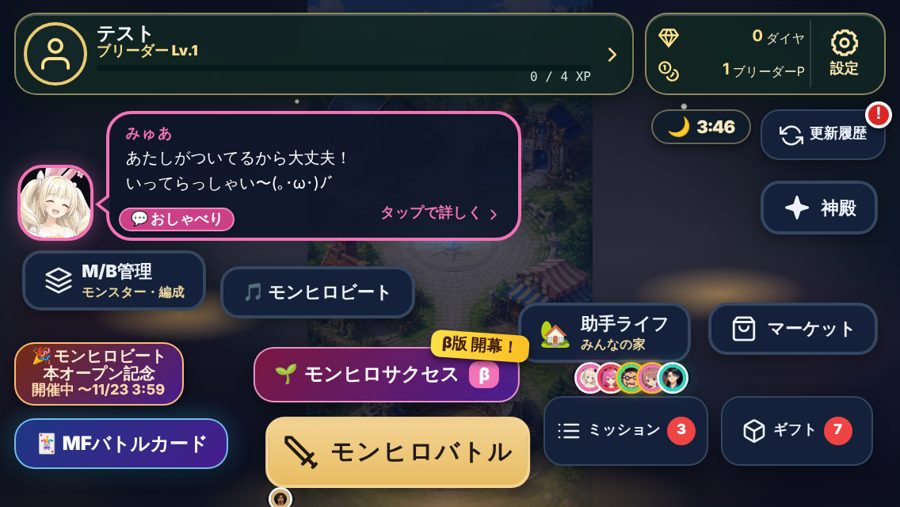 テスト
ブリーダー Lv.1
0 / 4 XP
0 ダイヤ
1 ブリーダーP
設定
3:46
更新履歴
!
みゅあ
あたしがついてるから大丈夫！
いってらっしゃい〜(｡･ω･)ﾉﾞ
おしゃべり
タップで詳しく
神殿
M/B管理
モンスター・編成
モンヒロビート
助手ライフ
みんなの家
マーケット
モンヒロビート
本オープン記念
開催中 〜11/23 3:59
β版 開幕！
モンヒロサクセス β
MFバトルカード
モンヒロバトル
ミッション 3
ギフト 7